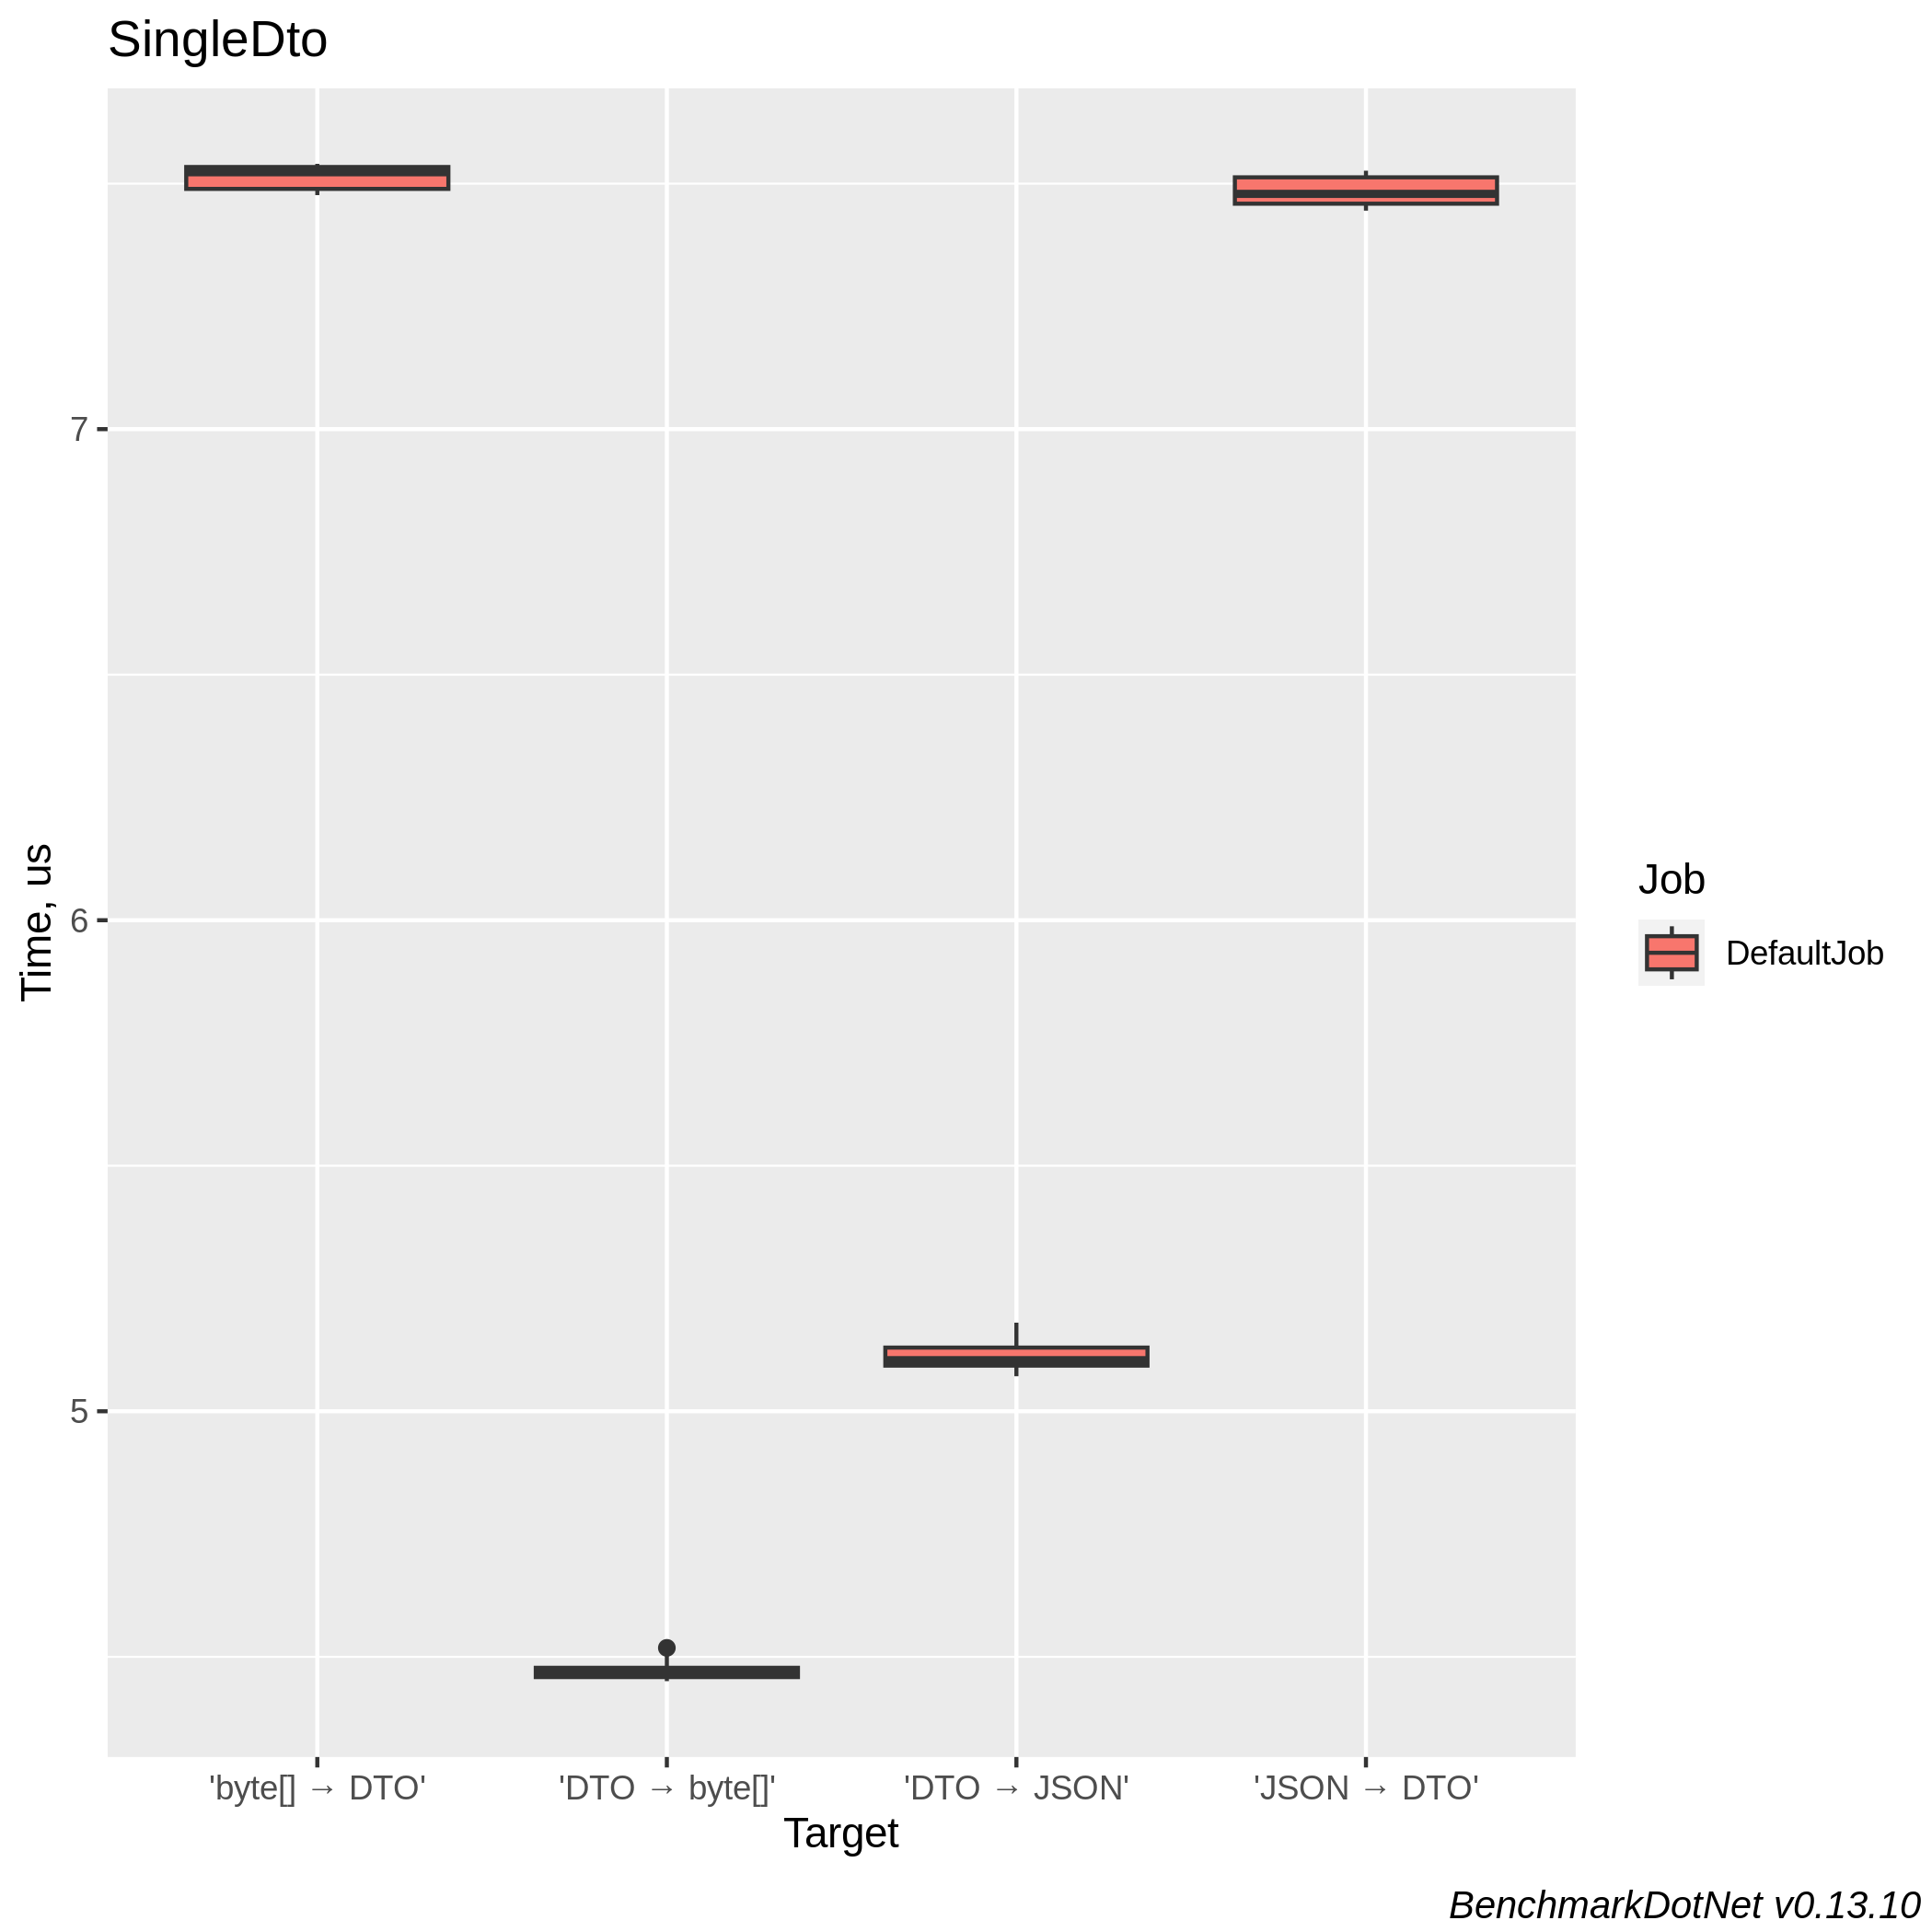 SingleDto
Time, us
7
6
5
'byte[] → DTO'
'DTO → byte[]'
'DTO → JSON'
'JSON → DTO'
Target
Job
DefaultJob
BenchmarkDotNet v0.13.10